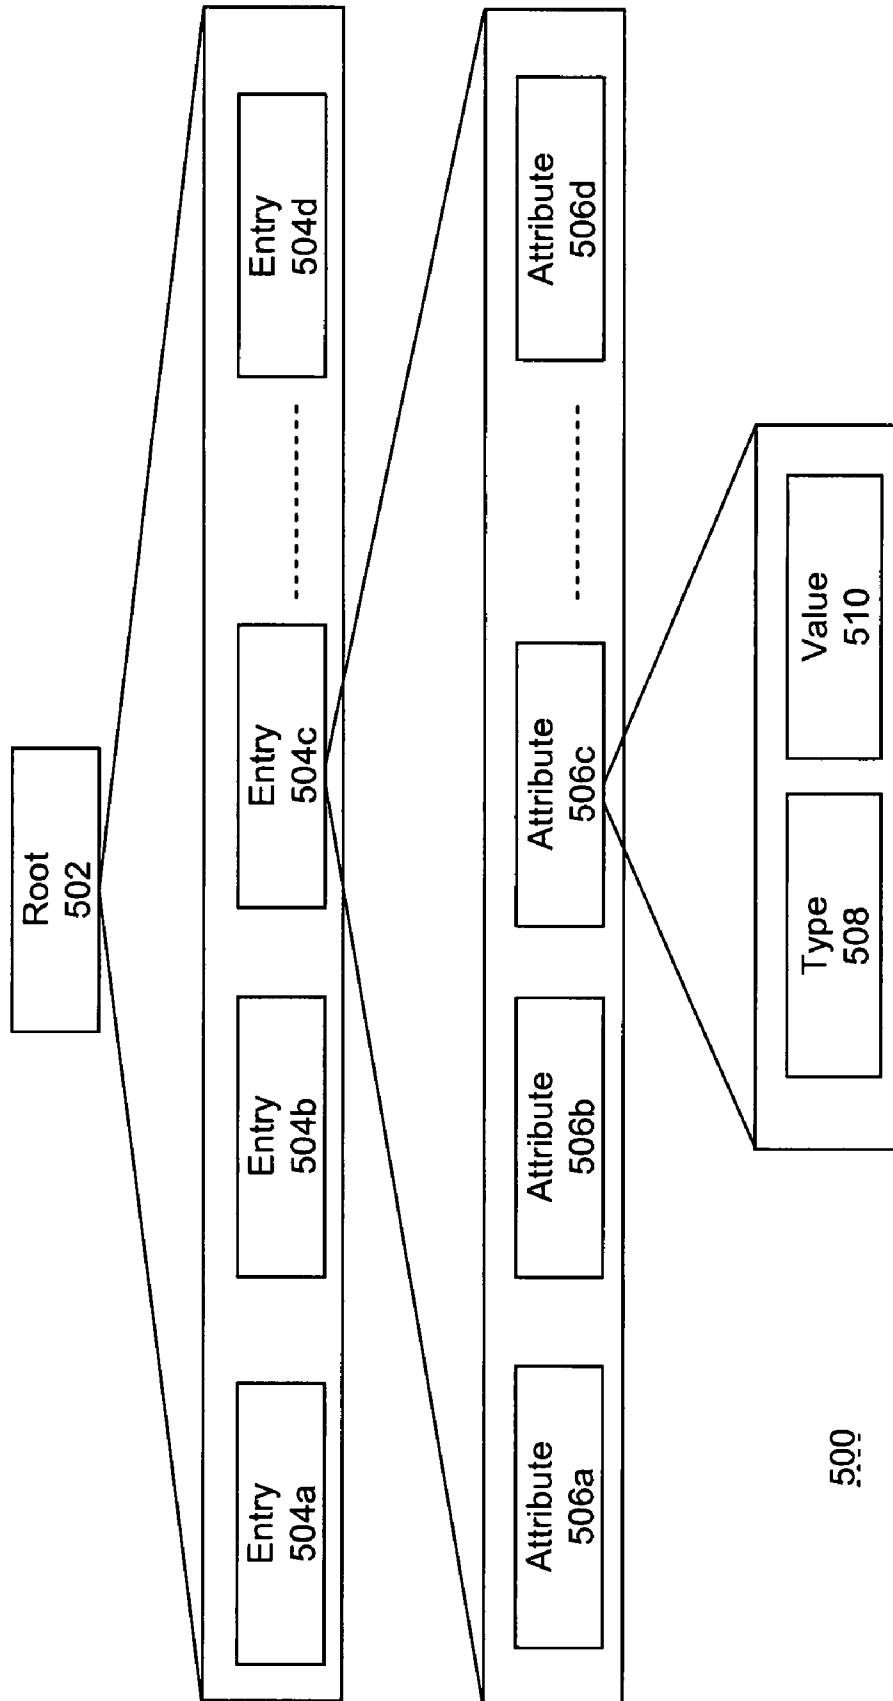 Root
502
Entry
504a
Entry
504b
Entry
504c
Entry
504d
Attribute
506a
Attribute
506b
Attribute
506c
Attribute
506d
Type
508
Value
510
500